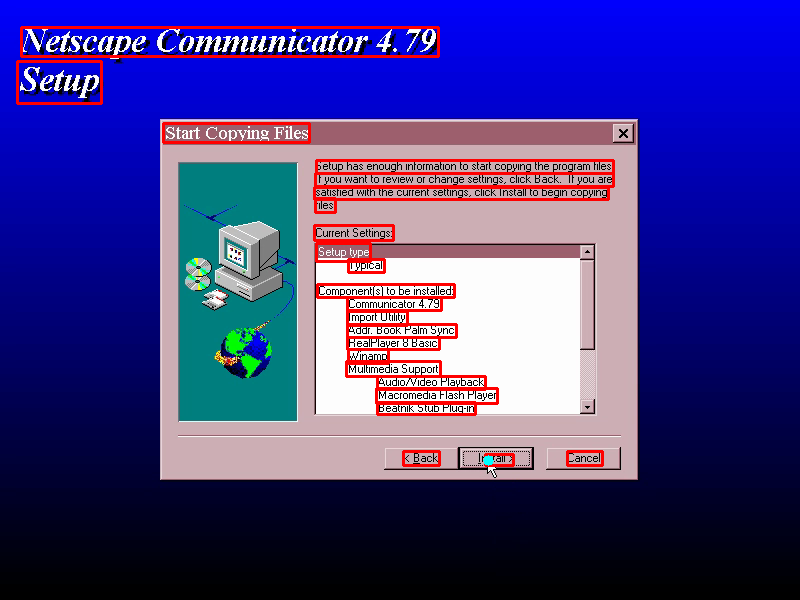 Netscape Communicator 4.79
Setup
Start Copying Files
Setup has enough information to start copying the program files.
If you want to review or change settings, click Back. If you are
satisfied with the current settings, click Install to begin copying
files.
Current Settings:
Setup type
Typical
Component(s) to be installed:
Communicator 4.79
Import Utility
Addr. Book Palm Sync
RealPlayer 8 Basic
Winamp
Multimedia Support
Audio/Video Playback
Macromedia Flash Player
Beatnik Stub Plug-in
< Back
Install >
Cancel